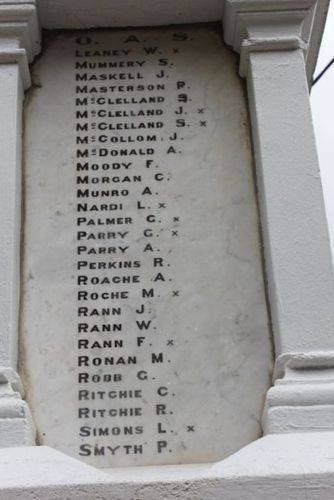 O. A. S.
LEANEY W. x
MUMMERY S.
MASKELL J.
MASTERSON P.
McCLELLAND S.
McCLELLAND J. x
McCLELLAND S. x
McCOLLOM J.
McDONALD A.
MOODY F.
MORGAN C.
MUNRO A.
NARDI L. x
PALMER G. x
PARRY G. x
PARRY A.
PERKINS R.
ROACHE A.
ROCHE M. x
RANN J.
RANN W.
RANN F. x
RONAN M.
ROBB G.
RITCHIE C.
RITCHIE R.
SIMONS L. x
SMYTH P.